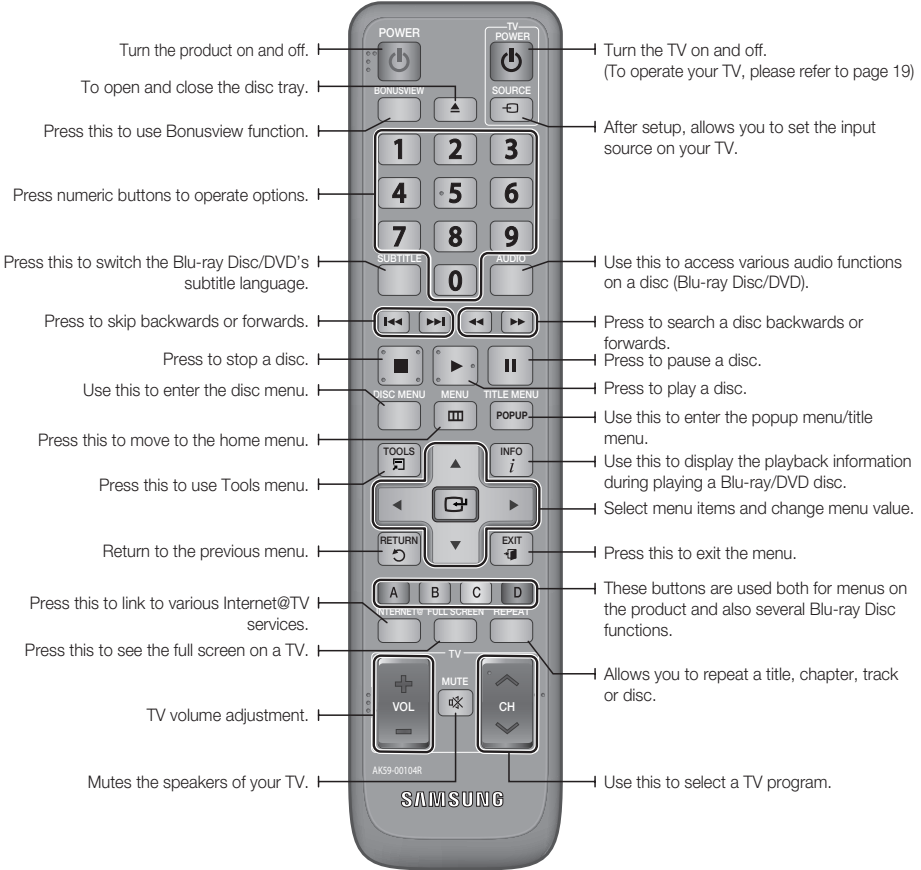 Turn the product on and off.
To open and close the disc tray.
Press this to use Bonusview function.
Press numeric buttons to operate options.
Press this to switch the Blu-ray Disc/DVD's
subtitle language.
Press to skip backwards or forwards.
Press to stop a disc.
Use this to enter the disc menu.
Press this to move to the home menu.
Press this to use Tools menu.
Return to the previous menu.
Press this to link to various Internet@TV
services.
Press this to see the full screen on a TV.
TV volume adjustment.
Mutes the speakers of your TV.
POWER
TV
POWER
BONUSVIEW
SOURCE
1 2 3
4 5 6
7 8 9
SUBTITLE
0
AUDIO
DISC MENU MENU TITLE MENU
POPUP
TOOLS
INFO
i
RETURN
EXIT
A B C D
INTERNET@ FULL SCREEN REPEAT
TV
MUTE
VOL
CH
AK59-00104R
SAMSUNG
Turn the TV on and off.
(To operate your TV, please refer to page 19)
After setup, allows you to set the input
source on your TV.
Use this to access various audio functions
on a disc (Blu-ray Disc/DVD).
Press to search a disc backwards or
forwards.
Press to pause a disc.
Press to play a disc.
Use this to enter the popup menu/title
menu.
Use this to display the playback information
during playing a Blu-ray/DVD disc.
Select menu items and change menu value.
Press this to exit the menu.
These buttons are used both for menus on
the product and also several Blu-ray Disc
functions.
Allows you to repeat a title, chapter, track
or disc.
Use this to select a TV program.